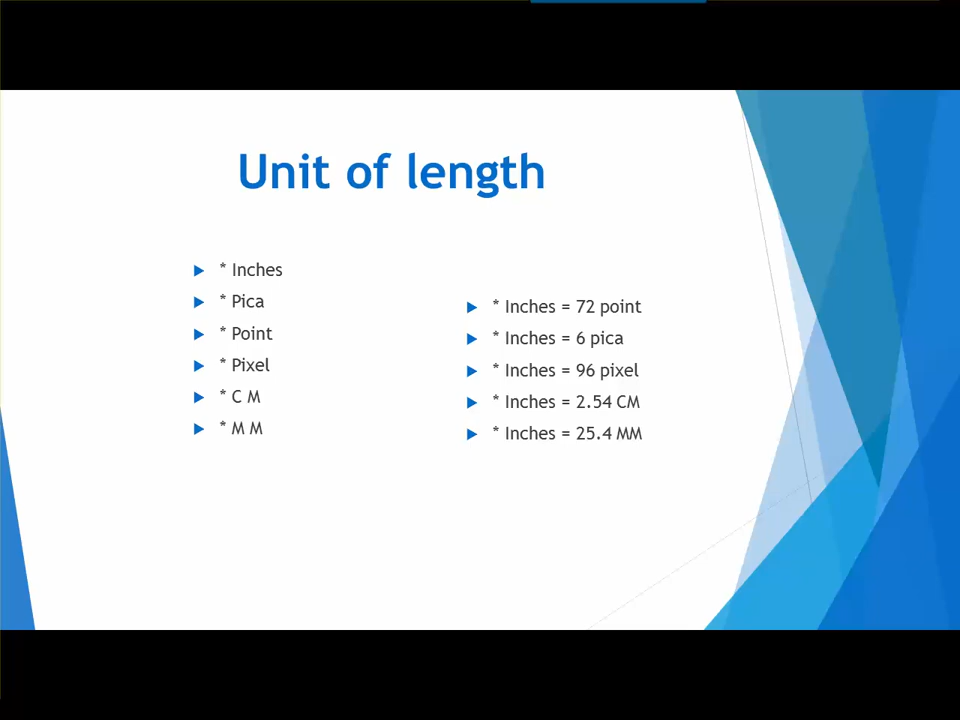 Unit of length
* Inches
* Pica
* Point
* Pixel
* C M
* M M
* Inches = 72 point
* Inches = 6 pica
* Inches = 96 pixel
* Inches = 2.54 CM
* Inches = 25.4 MM